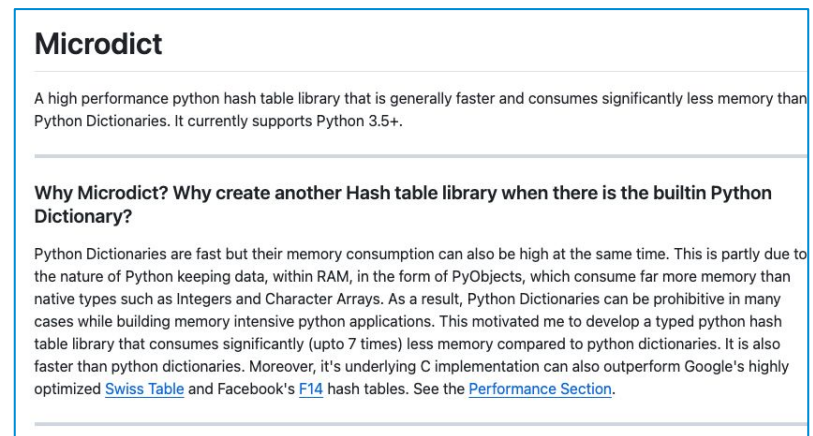 Microdict
A high performance python hash table library that is generally faster and consumes significantly less memory than
Python Dictionaries. It currently supports Python 3.5+.
Why Microdict? Why create another Hash table library when there is the builtin Python
Dictionary?
Python Dictionaries are fast but their memory consumption can also be high at the same time. This is partly due to
the nature of Python keeping data, within RAM, in the form of PyObjects, which consume far more memory than
native types such as Integers and Character Arrays. As a result, Python Dictionaries can be prohibitive in many
cases while building memory intensive python applications. This motivated me to develop a typed python hash
table library that consumes significantly (upto 7 times) less memory compared to python dictionaries. It is also
faster than python dictionaries. Moreover, it's underlying C implementation can also outperform Google's highly
optimized Swiss Table and Facebook's F14 hash tables. See the Performance Section.